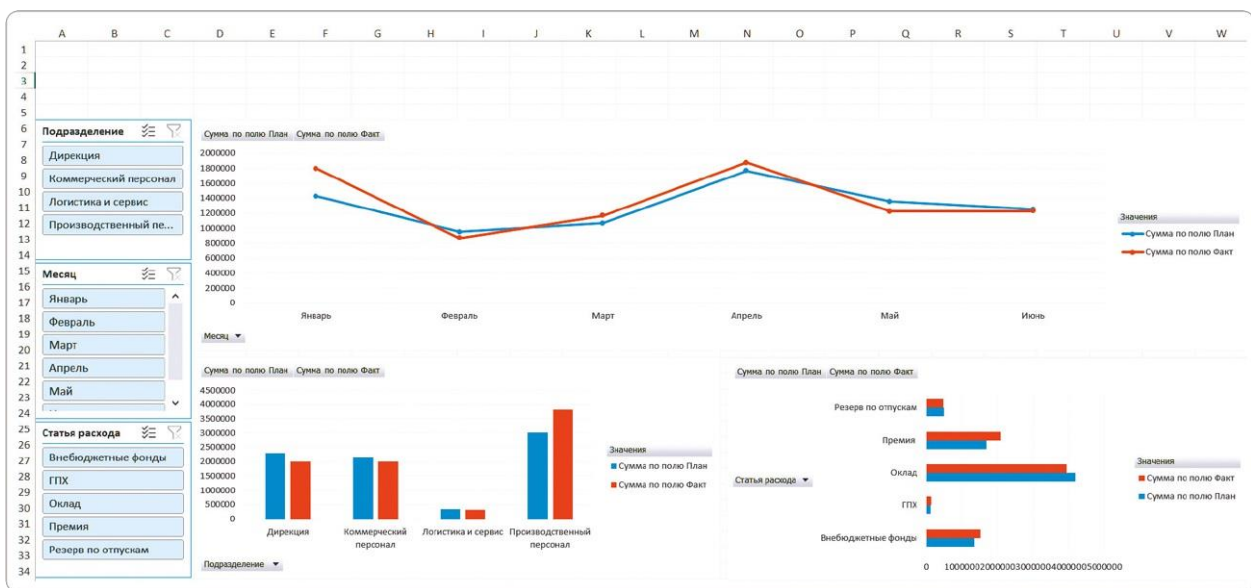 A B C D E F G H I J K L M N O P Q R S T U V W
1
2
3
4
5
6
7
8
9
10
11
12
13
14
15
16
17
18
19
20
21
22
23
24
25
26
27
28
29
30
31
32
33
34
Подразделение
Дирекция
Коммерческий персонал
Логистика и сервис
Производственный пе...
Месяц
Январь
Февраль
Март
Апрель
Май
Статья расхода
Внебюджетные фонды
ГПХ
Оклад
Премия
Резерв по отпускам
Сумма по полю План Сумма по полю Факт
2000000
1800000
1600000
1400000
1200000
1000000
800000
600000
400000
200000
0
Январь Февраль Март Апрель Май Июнь
Месяц
Значения
Сумма по полю План
Сумма по полю Факт
Сумма по полю План Сумма по полю Факт
4500000
4000000
3500000
3000000
2500000
2000000
1500000
1000000
500000
0
Дирекция Коммерческий персонал Логистика и сервис Производственный персонал
Подразделение
Значения
Сумма по полю План
Сумма по полю Факт
Сумма по полю План Сумма по полю Факт
Статья расхода
Резерв по отпускам
Премия
Оклад
ГПХ
Внебюджетные фонды
0 1000000 2000000 3000000 4000000 5000000
Значения
Сумма по полю Факт
Сумма по полю План